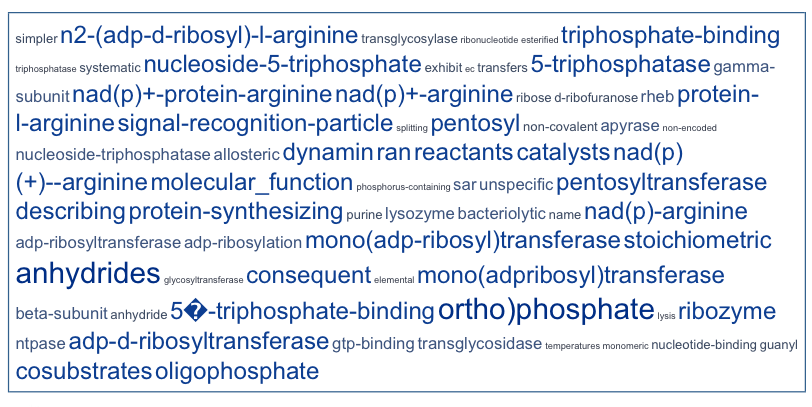 simpler n2-(adp-d-ribosyl)-l-arginine transglycosylase ribonucleotide esterified triphosphate-binding
triphosphatase systematic nucleoside-5-triphosphate exhibit ec transfers 5-triphosphatase gamma-
subunit nad(p)+-protein-arginine nad(p)+-arginine ribose d-ribofuranose rheb protein-
l-arginine signal-recognition-particle splitting pentosyl non-covalent apyrase non-encoded
nucleoside-triphosphatase allosteric dynamin ran reactants catalysts nad(p)
(+)--arginine molecular_function phosphorus-containing sar unspecific pentosyltransferase
describing protein-synthesizing purine lysozyme bacteriolytic name nad(p)-arginine
adp-ribosyltransferase adp-ribosylation mono(adp-ribosyl)transferase stoichiometric
anhydrides glycosyltransferase consequent elemental mono(adpribosyl)transferase
beta-subunit anhydride 5�-triphosphate-binding ortho)phosphate lysis ribozyme
ntpase adp-d-ribosyltransferase gtp-binding transglycosidase temperatures monomeric nucleotide-binding guanyl
cosubstrates oligophosphate